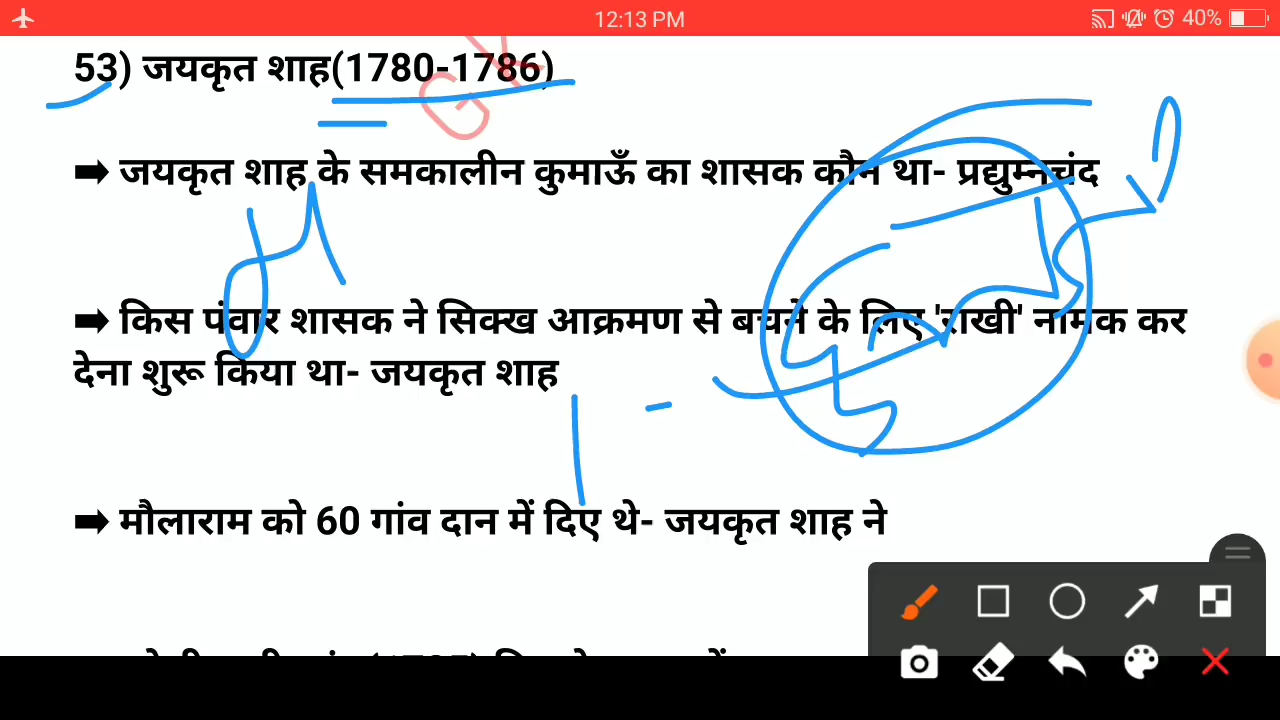 12:13 PM
40%
53) जयकृत शाह(1780-1786)
GK
➡ जयकृत शाह के समकालीन कुमाऊँ का शासक कौन था- प्रद्युम्नचंद
➡ किस पंवार शासक ने सिक्ख आक्रमण से बचने के लिए 'राखी' नामक कर
देना शुरू किया था- जयकृत शाह
➡ मौलाराम को 60 गांव दान में दिए थे- जयकृत शाह ने